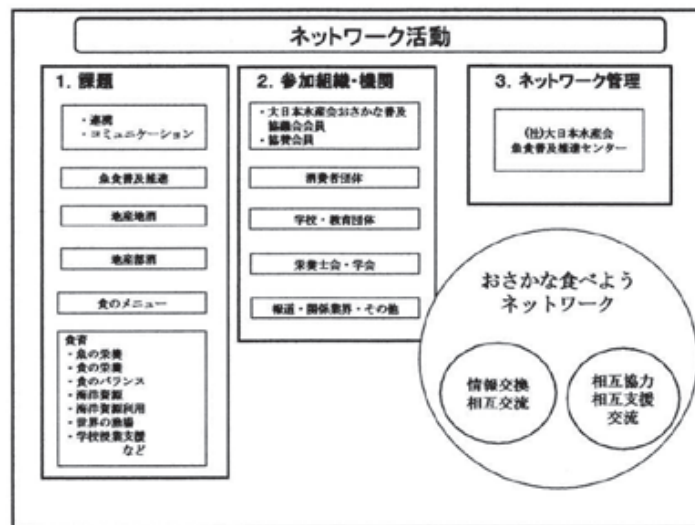 ネットワーク活動
1. 課題
・連携
・コミュニケーション
魚食普及推進
地産地消
地産都消
食のメニュー
食育
・魚の栄養
・食の栄養
・食のバランス
・海洋資源
・海洋資源利用
・世界の漁場
・学校授業支援
など
2. 参加組織・機関
・大日本水産会おさかな普及
協議会会員
・協賛会員
消費者団体
学校・教育団体
栄養士会・学会
報道・関係業界・その他
3. ネットワーク管理
(社)大日本水産会
魚食普及推進センター
おさかな食べよう
ネットワーク
情報交換
相互交流
相互協力
相互支援
交流